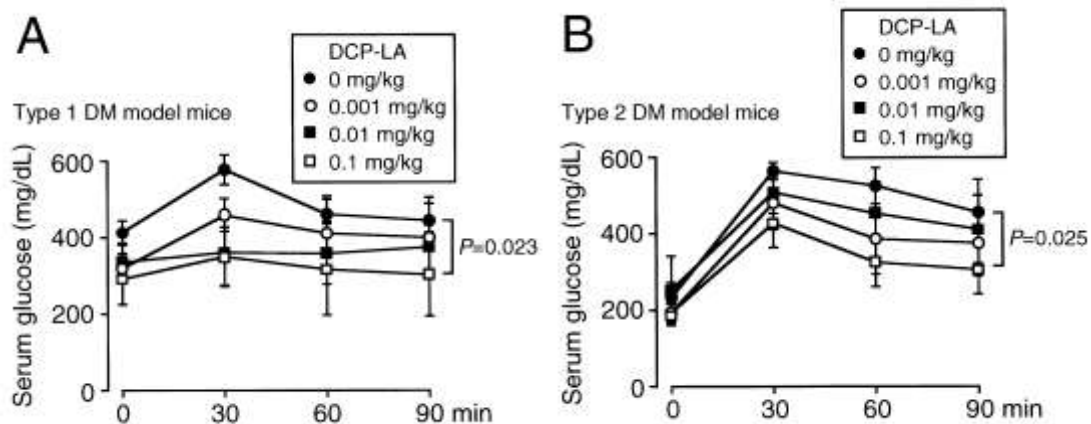 A
DCP-LA
0 mg/kg
0.001 mg/kg
0.01 mg/kg
0.1 mg/kg
Type 1 DM model mice
Serum glucose (mg/dL)
600
400
200
0
0 30 60 90 min
P=0.023
B
DCP-LA
0 mg/kg
0.001 mg/kg
0.01 mg/kg
0.1 mg/kg
Type 2 DM model mice
Serum glucose (mg/dL)
600
400
200
0
0 30 60 90 min
P=0.025